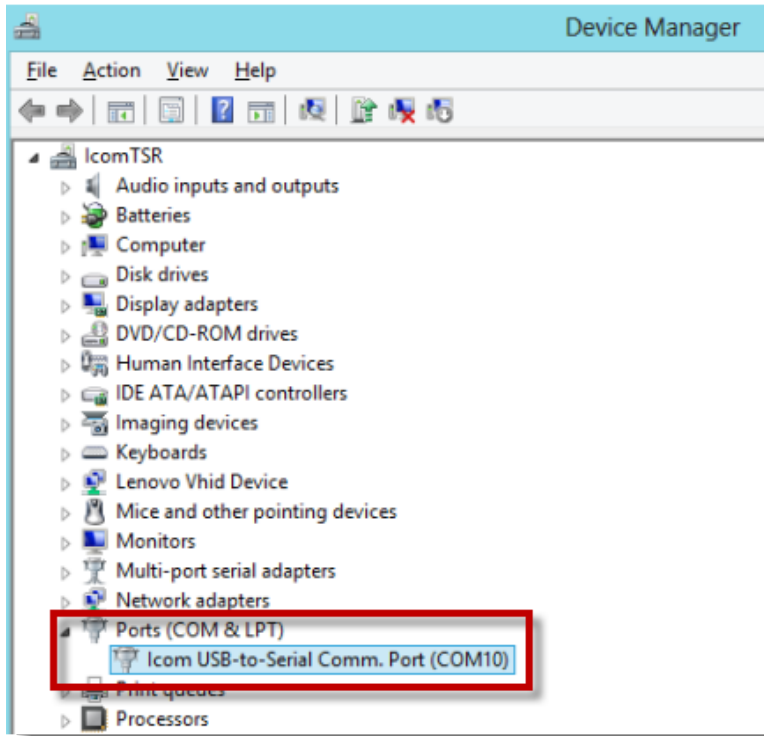 Device Manager
File Action View Help
IcomTSR
Audio inputs and outputs
Batteries
Computer
Disk drives
Display adapters
DVD/CD-ROM drives
Human Interface Devices
IDE ATA/ATAPI controllers
Imaging devices
Keyboards
Lenovo Vhid Device
Mice and other pointing devices
Monitors
Multi-port serial adapters
Network adapters
Ports (COM & LPT)
Icom USB-to-Serial Comm. Port (COM10)
Print queues
Processors